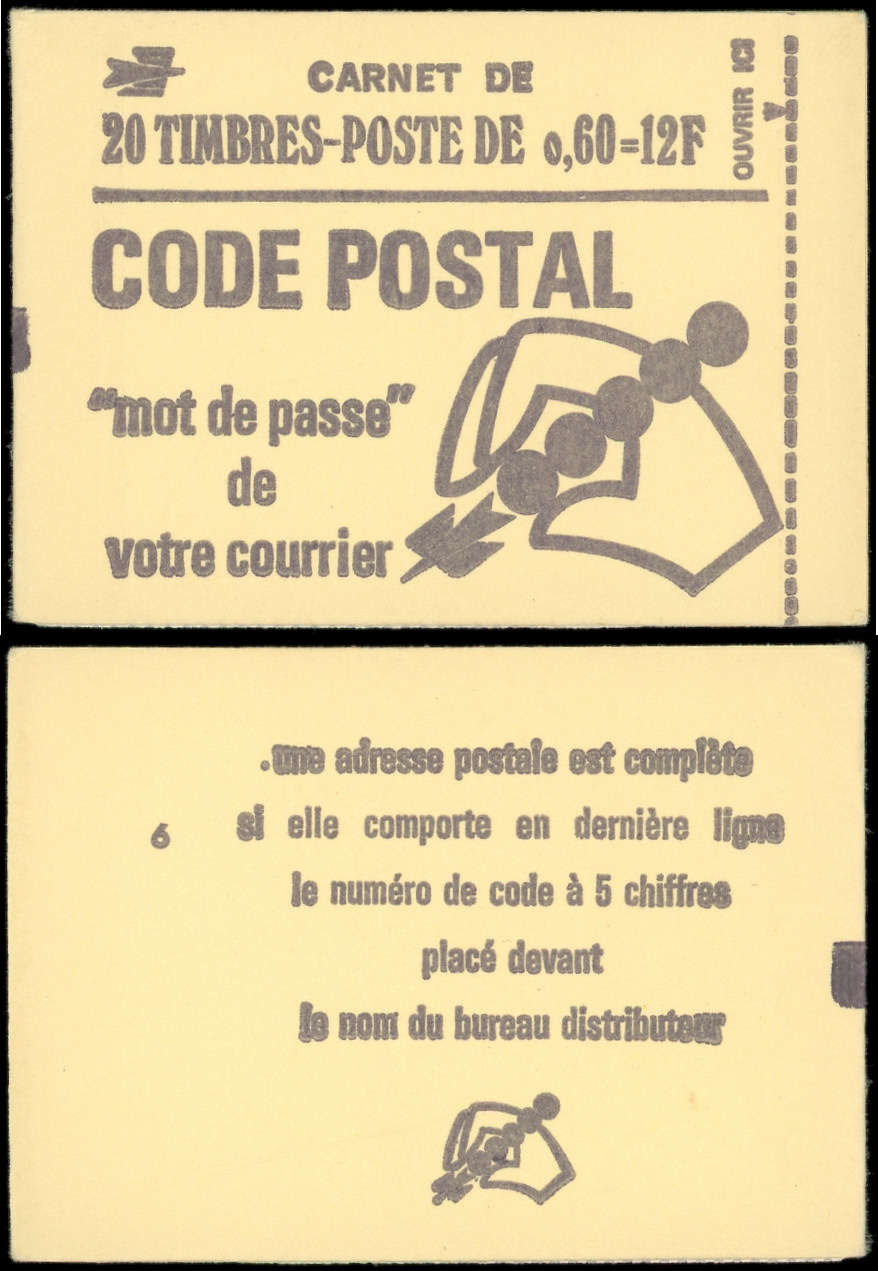 CARNET DE
20 TIMBRES-POSTE DE 0,60=12F
OUVRIR ICI
CODE POSTAL
"mot de passe"
de
votre courrier
.une adresse postale est complète
si elle comporte en dernière ligne
6
le numéro de code à 5 chiffres
placé devant
le nom du bureau distributeur